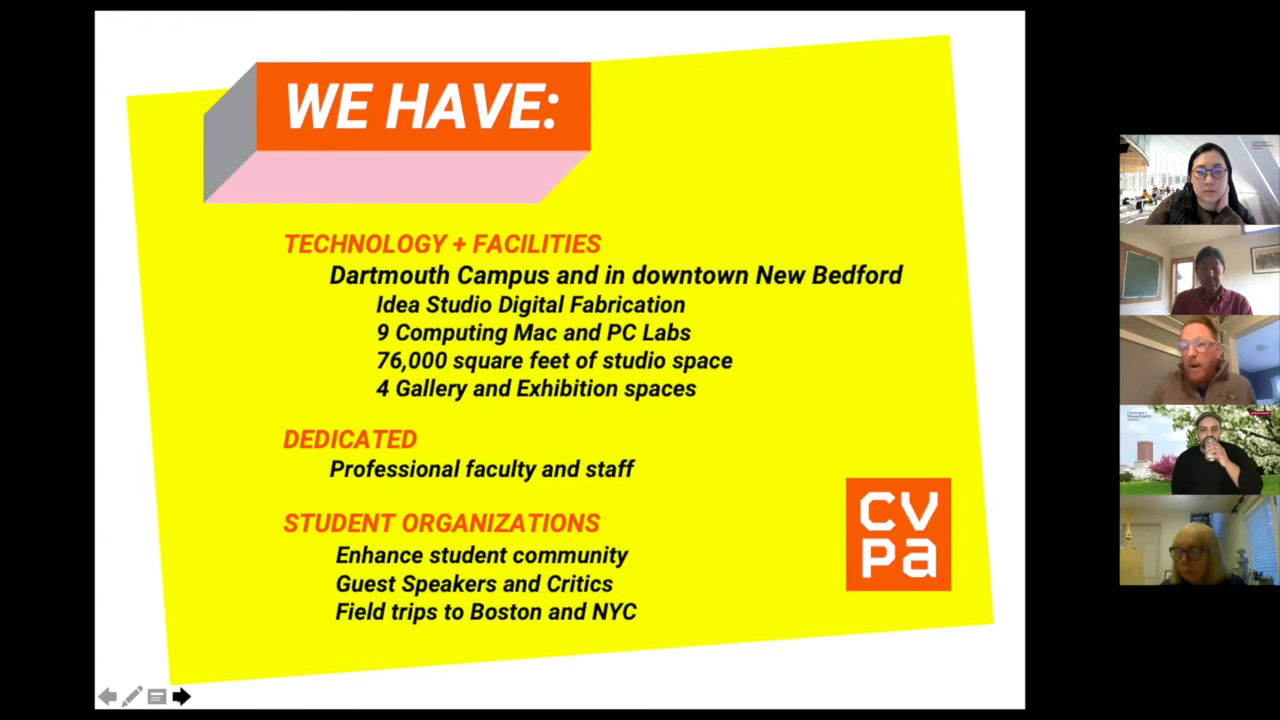 WE HAVE:
TECHNOLOGY + FACILITIES
Dartmouth Campus and in downtown New Bedford
Idea Studio Digital Fabrication
9 Computing Mac and PC Labs
76,000 square feet of studio space
4 Gallery and Exhibition spaces
DEDICATED
Professional faculty and staff
STUDENT ORGANIZATIONS
Enhance student community
Guest Speakers and Critics
Field trips to Boston and NYC
CV
Pa